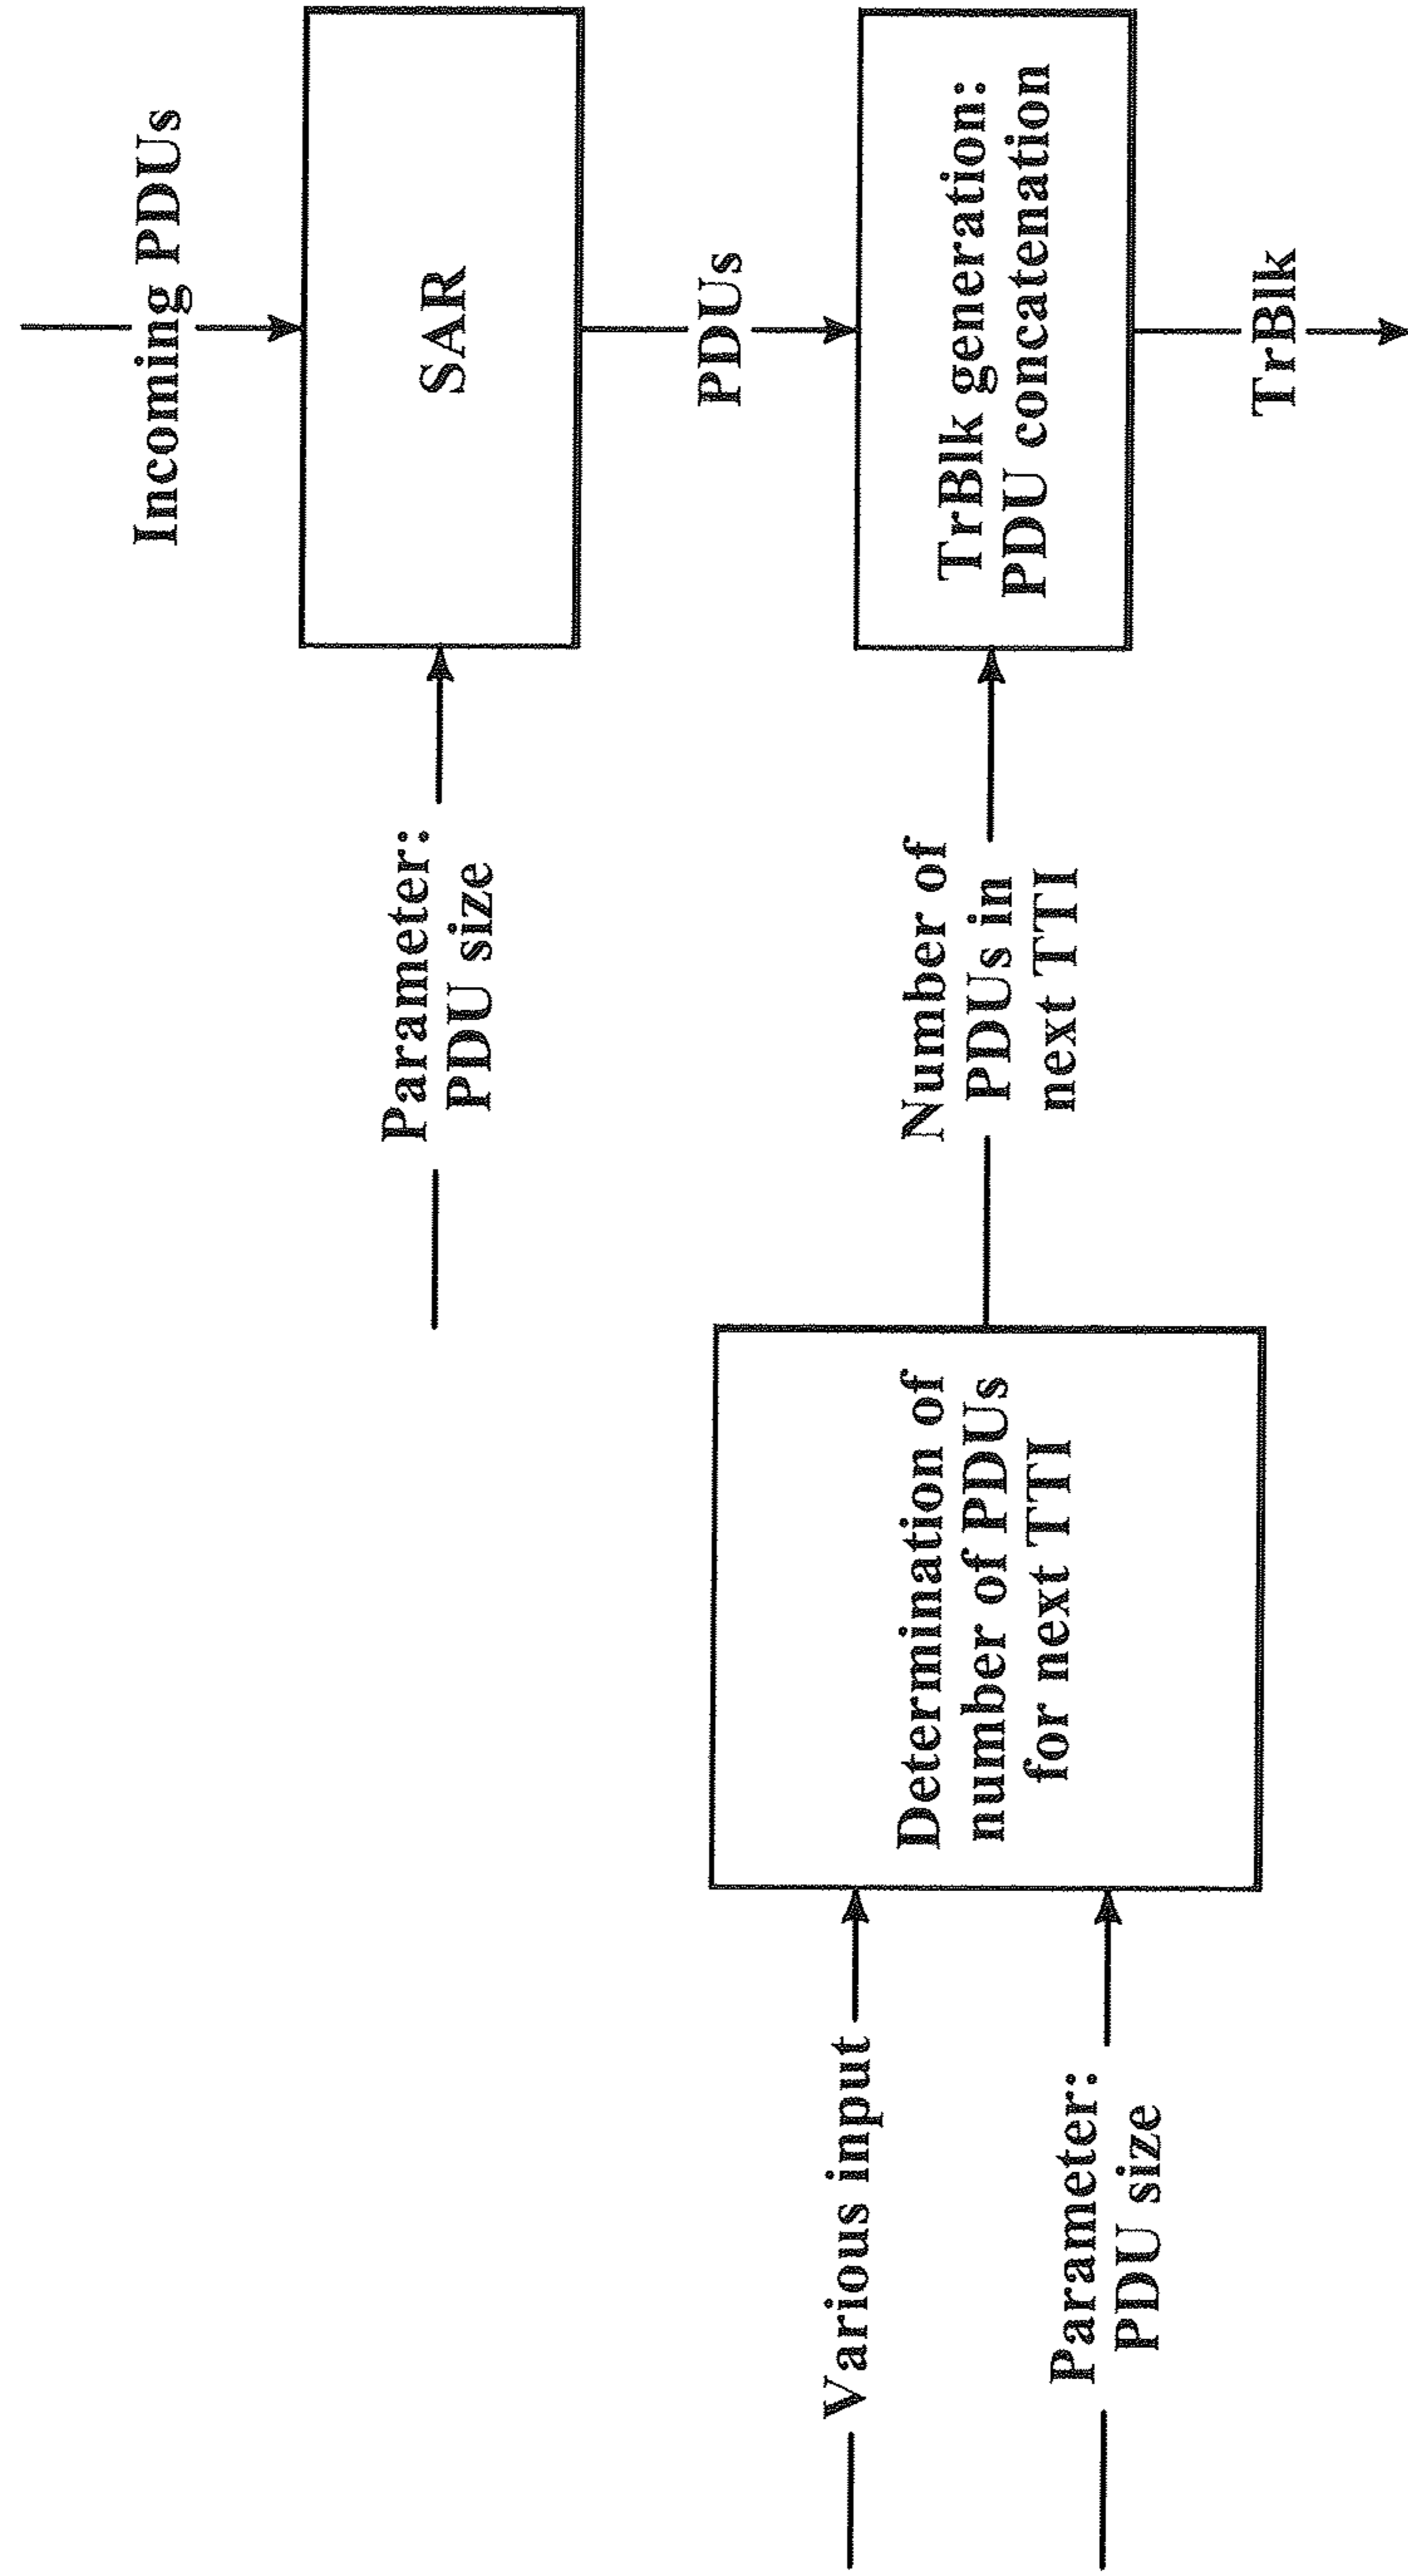 Incoming PDUs
Parameter:
PDU size
SAR
PDUs
Various input
Parameter:
PDU size
Determination of
number of PDUs
for next TTI
Number of
PDUs in
next TTI
TrBlk generation:
PDU concatenation
TrBlk